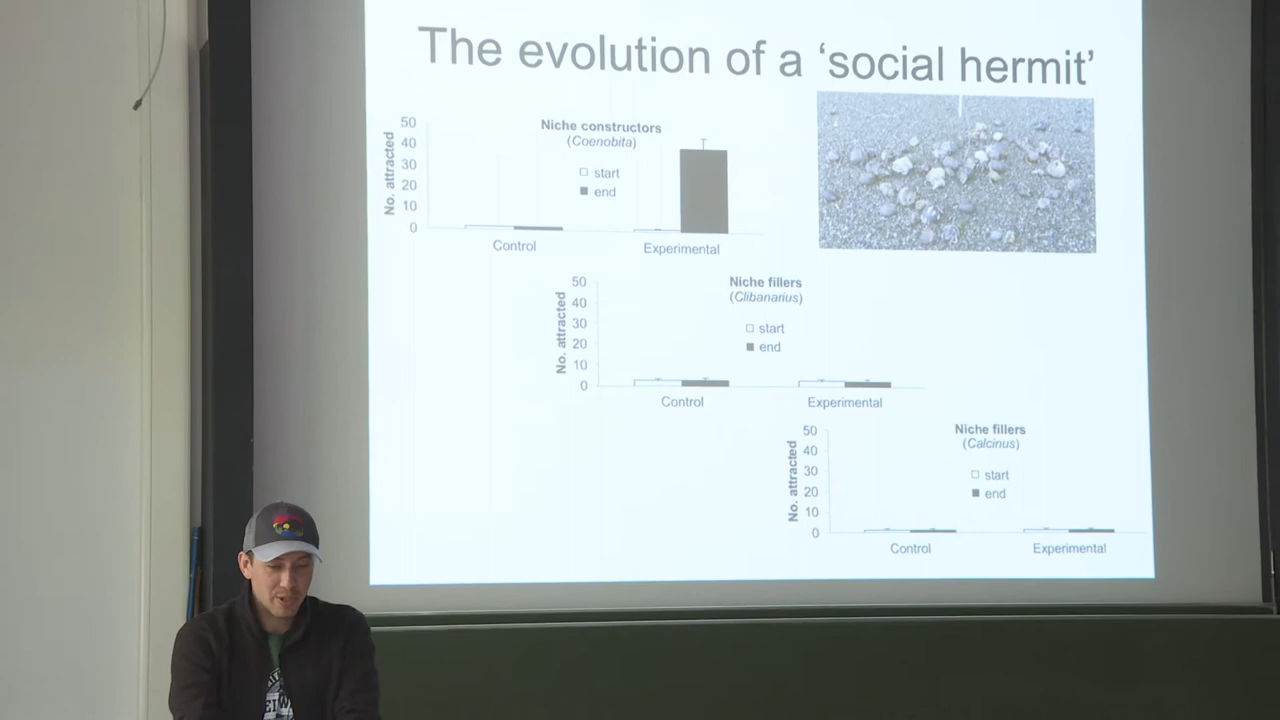 The evolution of a ‘social hermit’
Niche constructors
(Coenobita)
No. attracted
50
40
30
20
10
0
start
end
Control
Experimental
Niche fillers
(Clibanarius)
No. attracted
50
40
30
20
10
0
start
end
Control
Experimental
Niche fillers
(Calcinus)
No. attracted
50
40
30
20
10
0
start
end
Control
Experimental